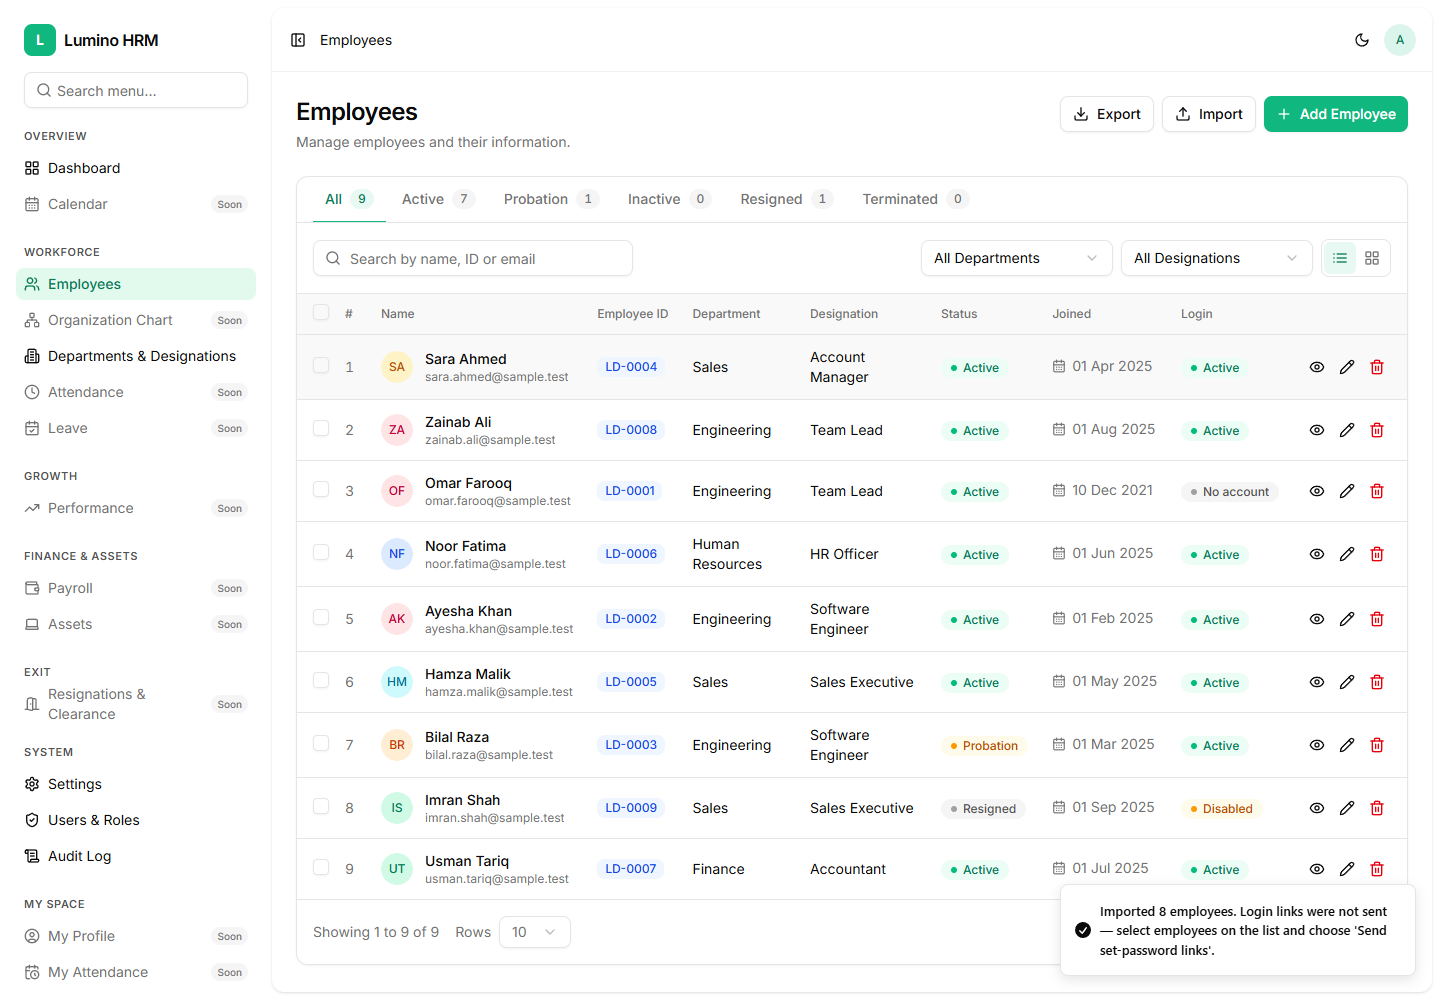 L Lumino HRM
Search menu...
OVERVIEW
Dashboard
Calendar Soon
WORKFORCE
Employees
Organization Chart Soon
Departments & Designations
Attendance Soon
Leave Soon
GROWTH
Performance Soon
FINANCE & ASSETS
Payroll Soon
Assets Soon
EXIT
Resignations &
Clearance Soon
SYSTEM
Settings
Users & Roles
Audit Log
MY SPACE
My Profile Soon
My Attendance Soon
Employees A
Employees
Manage employees and their information.
Export Import Add Employee
All 9 Active 7 Probation 1 Inactive 0 Resigned 1 Terminated 0
Search by name, ID or email All Departments All Designations
# Name Employee ID Department Designation Status Joined Login
1 SA Sara Ahmed
sara.ahmed@sample.test LD-0004 Sales Account
Manager Active 01 Apr 2025 Active
2 ZA Zainab Ali
zainab.ali@sample.test LD-0008 Engineering Team Lead Active 01 Aug 2025 Active
3 OF Omar Farooq
omar.farooq@sample.test LD-0001 Engineering Team Lead Active 10 Dec 2021 No account
4 NF Noor Fatima
noor.fatima@sample.test LD-0006 Human
Resources HR Officer Active 01 Jun 2025 Active
5 AK Ayesha Khan
ayesha.khan@sample.test LD-0002 Engineering Software
Engineer Active 01 Feb 2025 Active
6 HM Hamza Malik
hamza.malik@sample.test LD-0005 Sales Sales Executive Active 01 May 2025 Active
7 BR Bilal Raza
bilal.raza@sample.test LD-0003 Engineering Software
Engineer Probation 01 Mar 2025 Active
8 IS Imran Shah
imran.shah@sample.test LD-0009 Sales Sales Executive Resigned 01 Sep 2025 Disabled
9 UT Usman Tariq
usman.tariq@sample.test LD-0007 Finance Accountant Active 01 Jul 2025 Active
Showing 1 to 9 of 9 Rows 10
Imported 8 employees. Login links were not sent
— select employees on the list and choose 'Send
set-password links'.